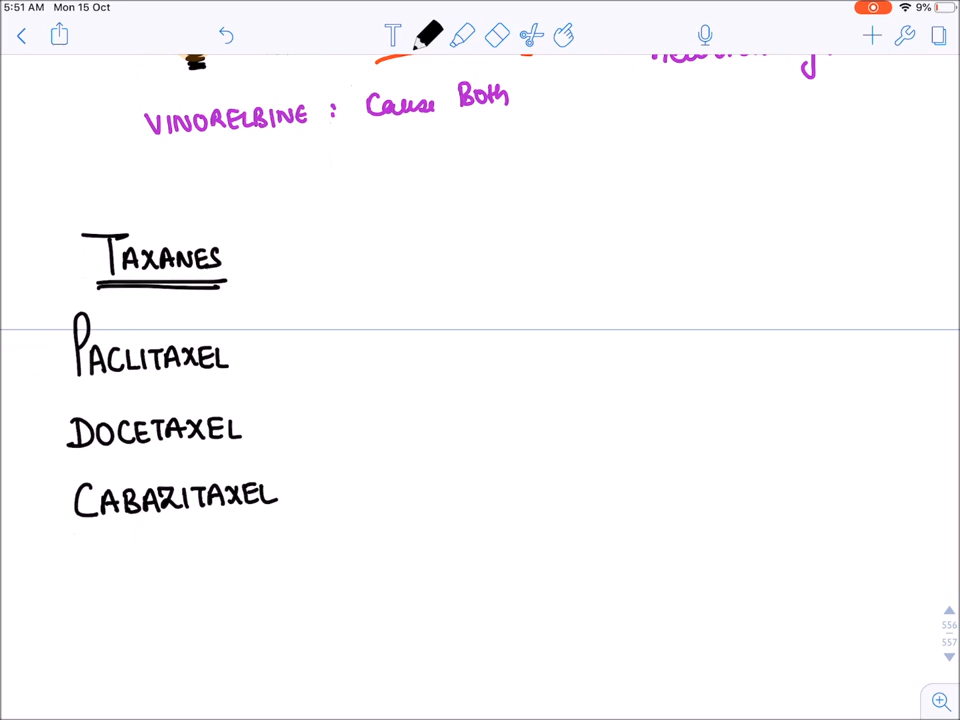 5:51 AM Mon 15 Oct
9%
T
VINORELBINE : Cause Both
TAXANES
PACLITAXEL
DOCETAXEL
CABAZITAXEL
556
557